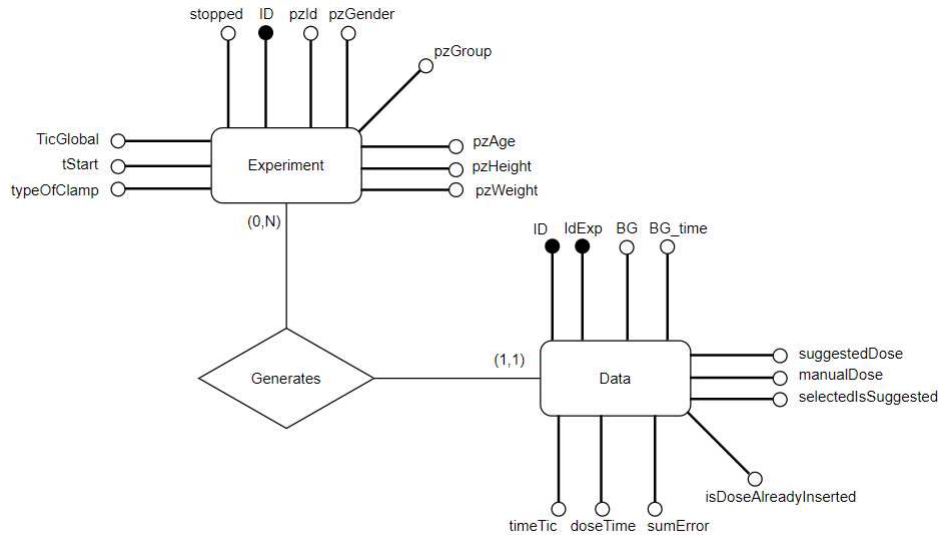 stopped ID pzId pzGender
pzGroup
TicGlobal
tStart
typeOfClamp
Experiment
pzAge
pzHeight
pzWeight
(0,N)
ID IdExp BG BG_time
Generates
(1,1)
Data
suggestedDose
manualDose
selectedIsSuggested
isDoseAlreadyInserted
timeTic doseTime sumError